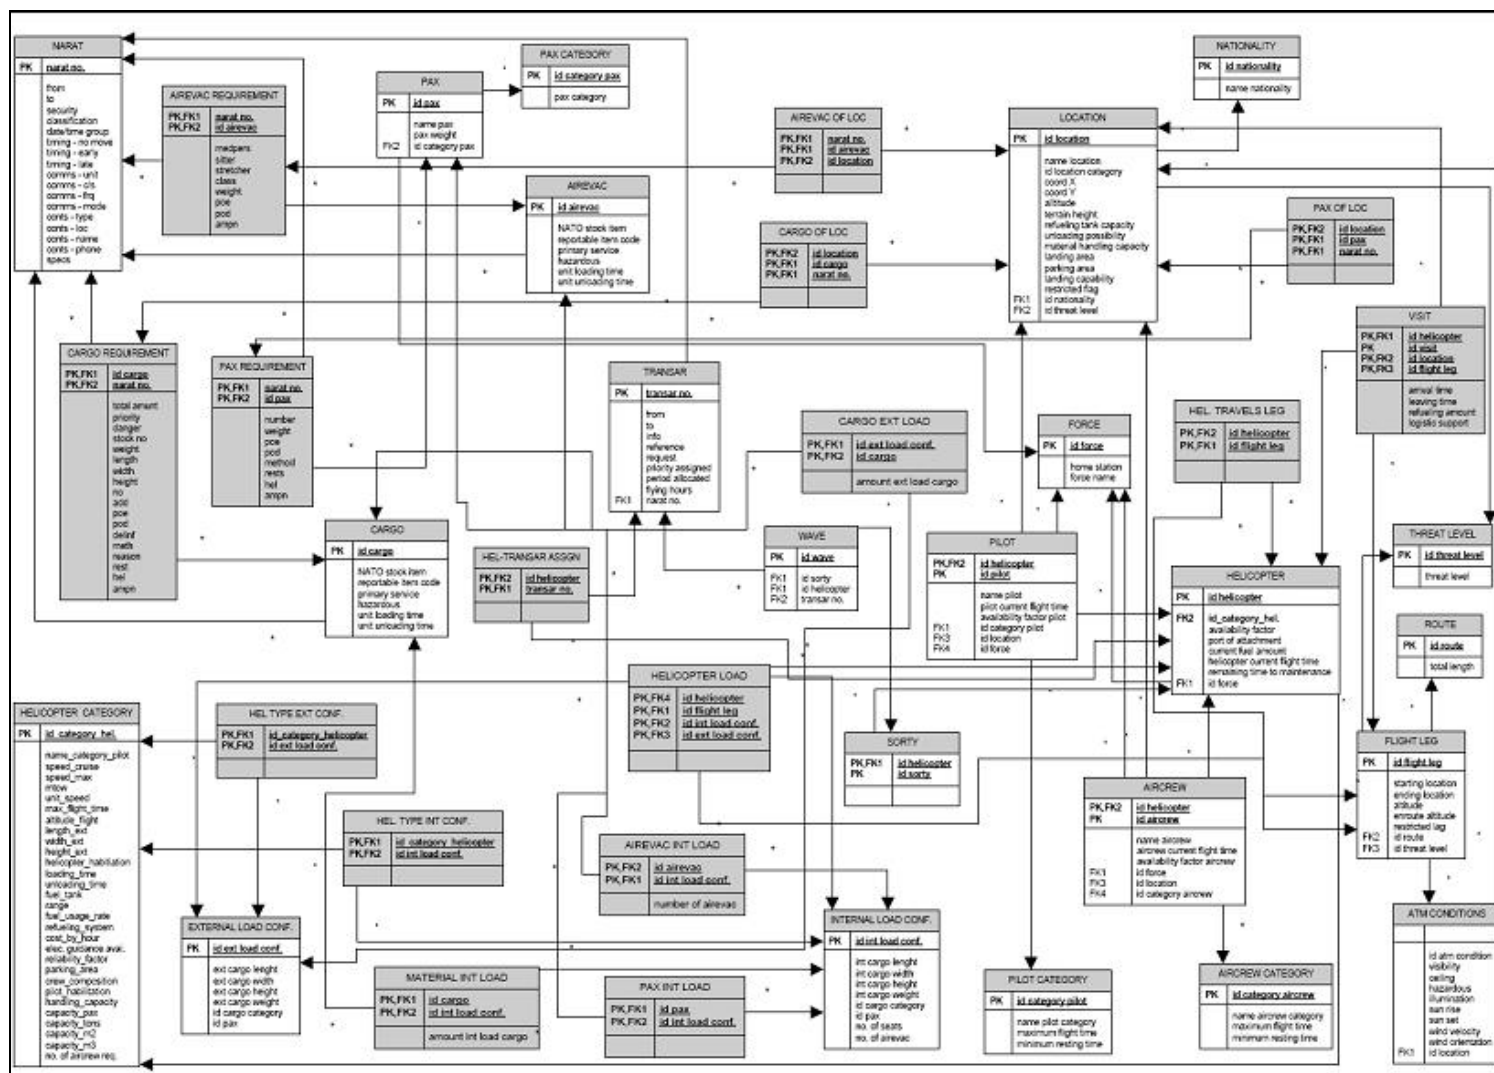 NARAT
PK narat no.
from
to
security
classification
date/time group
timing - no move
timing - early
timing - late
comms - unit
comms - c/s
comms - frq
comms - mode
conts - type
conts - loc
conts - name
conts - phone
specs
AIREVAC REQUIREMENT
PK,FK1 narat no.
PK,FK2 id airevac
medpers
sitter
stretcher
class
weight
poe
pod
ampn
PAX
PK id pax
name pax
pax weight
FK2 id category pax
PAX CATEGORY
PK id category pax
pax category
AIREVAC
PK id airevac
NATO stock item
reportable item code
primary service
hazardous
unit loading time
unit unloading time
AIREVAC OF LOC
PK,FK1 narat no.
PK,FK1 id airevac
PK,FK2 id location
CARGO OF LOC
PK,FK2 id location
PK,FK1 id cargo
PK,FK1 narat no.
LOCATION
PK id location
name location
id location category
coord X
coord Y
altitude
terrain height
refueling tank capacity
unloading possibility
material handling capacity
landing area
parking area
landing capability
restricted flag
FK1 id nationality
FK2 id threat level
NATIONALITY
PK id nationality
name nationality
PAX OF LOC
PK,FK2 id location
PK,FK1 id pax
PK,FK1 narat no.
VISIT
PK,FK1 id helicopter
PK id visit
PK,FK2 id location
PK,FK3 id flight leg
arrival time
leaving time
refueling amount
logistic support
CARGO REQUIREMENT
PK,FK1 id cargo
PK,FK2 narat no.
total amunt
priority
danger
stock no
weight
length
width
height
no
add
poe
pod
delinf
meth
reason
rest
hel
ampn
PAX REQUIREMENT
PK,FK1 narat no.
PK,FK2 id pax
number
weight
poe
pod
method
rests
hel
ampn
TRANSAR
PK transar no.
from
to
info
reference
request
priority assigned
period allocated
flying hours
FK1 narat no.
CARGO EXT LOAD
PK,FK1 id ext load conf.
PK,FK2 id cargo
amount ext load cargo
FORCE
PK id force
home station
force name
HEL. TRAVELS LEG
PK,FK2 id helicopter
PK,FK1 id flight leg
CARGO
PK id cargo
NATO stock item
reportable item code
primary service
hazardous
unit loading time
unit unloading time
HEL-TRANSAR ASSGN
PK,FK2 id helicopter
PK,FK1 transar no.
WAVE
PK id wave
FK1 id sorty
FK1 id helicopter
FK2 transar no.
PILOT
PK,FK2 id helicopter
PK id pilot
name pilot
pilot current flight time
availability factor pilot
FK1 id category pilot
FK3 id location
FK4 id force
HELICOPTER
PK id helicopter
FK2 id_category_hel.
availability factor
port of attachment
current fuel amount
helicopter current flight time
remaining time to maintenance
FK1 id force
THREAT LEVEL
PK id threat level
threat level
ROUTE
PK id route
total length
HELICOPTER CATEGORY
PK id_category_hel.
name_category_pilot
speed_cruise
speed_max
mtow
unit_speed
max_flight_time
altitude_flight
length_ext
width_ext
height_ext
helicopter_habilitation
loading_time
unloading_time
fuel_tank
range
fuel_usage_rate
refueling_system
cost_by_hour
elec. guidance avai.
reliability_factor
parking_area
crew_composition
pilot_habilitation
handling_capacity
capacity_pax
capacity_tons
capacity_m2
capacity_m3
no. of aircrew req.
HEL TYPE EXT CONF.
PK,FK1 id_category_helicopter
PK,FK2 id ext load conf.
HELICOPTER LOAD
PK,FK4 id helicopter
PK,FK1 id flight leg
PK,FK2 id int load conf.
PK,FK3 id ext load conf.
SORTY
PK,FK1 id helicopter
PK id sorty
FLIGHT LEG
PK id flight leg
starting location
ending location
altitude
enroute altitude
restricted lag
FK2 id route
FK3 id threat level
HEL. TYPE INT CONF.
PK,FK1 id_category_helicopter
PK,FK2 id int load conf.
AIREVAC INT LOAD
PK,FK2 id airevac
PK,FK1 id int load conf.
number of airevac
AIRCREW
PK,FK2 id helicopter
PK id aircrew
name aircrew
aircrew current flight time
availability factor aircrew
FK1 id force
FK3 id location
FK4 id category aircrew
EXTERNAL LOAD CONF.
PK id ext load conf.
ext cargo lenght
ext cargo width
ext cargo height
ext cargo weight
id cargo category
id pax
INTERNAL LOAD CONF.
PK id int load conf.
int cargo lenght
int cargo width
int cargo height
int cargo weight
id cargo category
id pax
no. of seats
no. of airevac
MATERIAL INT LOAD
PK,FK1 id cargo
PK,FK2 id int load conf.
amount int load cargo
PAX INT LOAD
PK,FK1 id pax
PK,FK2 id int load conf.
PILOT CATEGORY
PK id category pilot
name pilot category
maximum flight time
minimum resting time
AIRCREW CATEGORY
PK id category aircrew
name aircrew category
maximum flight time
minimum resting time
ATM CONDITIONS
id atm condition
visibility
ceiling
hazardous
illumination
sun rise
sun set
wind velocity
wind orientation
FK1 id location